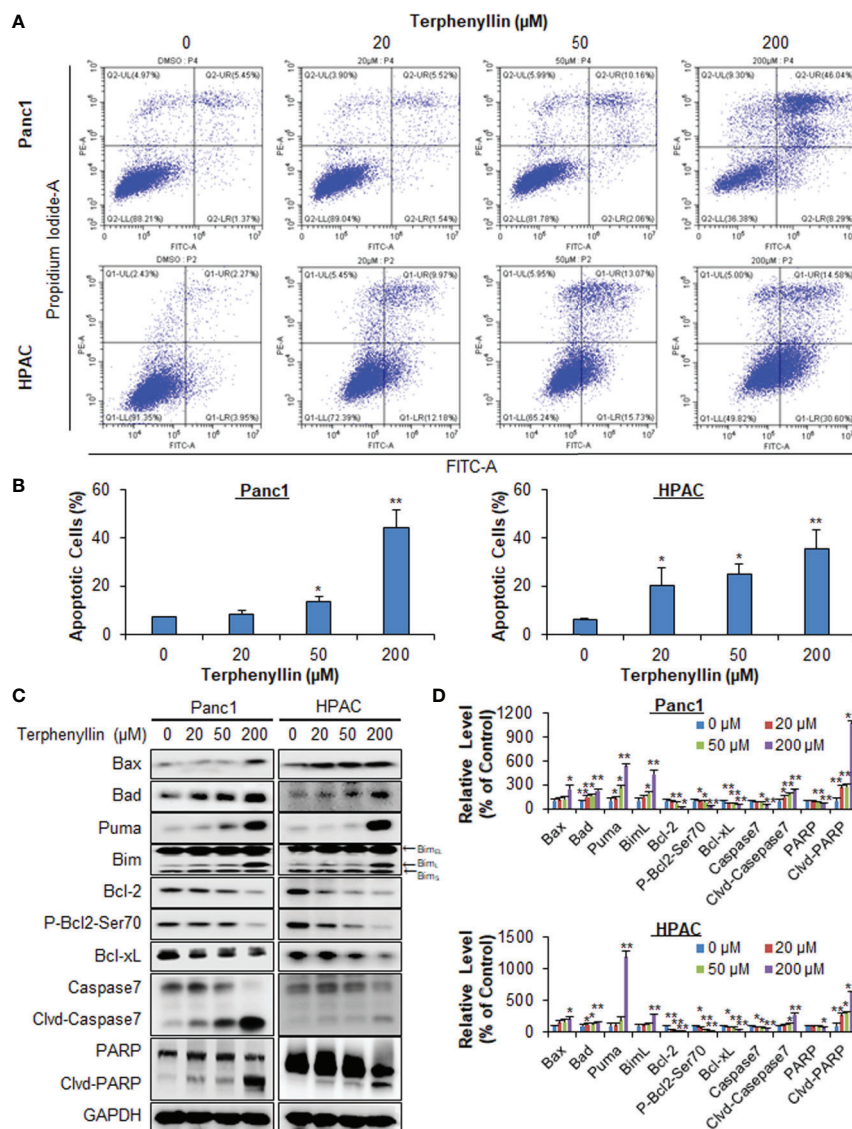 A
Terphenyllin (μM)
0 20 50 200
Panc1
HPAC
Propidium Iodide-A
DMSO : P4
Q2-UL(4.97%) Q2-UR(5.45%)
Q2-LL(88.21%) Q2-LR(1.37%)
20μM : P4
Q2-UL(3.90%) Q2-UR(5.52%)
Q2-LL(89.04%) Q2-LR(1.54%)
50μM : P4
Q2-UL(5.99%) Q2-UR(10.16%)
Q2-LL(81.78%) Q2-LR(2.06%)
200μM : P4
Q2-UL(9.30%) Q2-UR(46.04%)
Q2-LL(36.38%) Q2-LR(8.29%)
PE-A
FITC-A
DMSO : P2
Q1-UL(2.43%) Q1-UR(2.27%)
Q1-LL(91.35%) Q1-LR(3.95%)
20μM : P2
Q1-UL(5.45%) Q1-UR(9.97%)
Q1-LL(72.39%) Q1-LR(12.18%)
50μM : P2
Q1-UL(5.95%) Q1-UR(13.07%)
Q1-LL(65.24%) Q1-LR(15.73%)
200μM : P2
Q1-UL(5.00%) Q1-UR(14.58%)
Q1-LL(49.82%) Q1-LR(30.60%)
FITC-A
B
Panc1
Apoptotic Cells (%)
60
40
20
0
* **
0 20 50 200
Terphenyllin (μM)
HPAC
Apoptotic Cells (%)
60
40
20
0
* * **
0 20 50 200
Terphenyllin (μM)
C
Panc1 HPAC
Terphenyllin (μM) 0 20 50 200 0 20 50 200
Bax
Bad
Puma
Bim
BimL
BimS
Bcl-2
P-Bcl2-Ser70
Bcl-xL
Caspase7
Clvd-Caspase7
PARP
Clvd-PARP
GAPDH
D
Panc1
Relative Level
(% of Control)
1200
900
600
300
0
0 μM 20 μM
50 μM 200 μM
Bax Bad Puma BimL Bcl-2 P-Bcl2-Ser70 Bcl-xL Caspase7 Clvd-Casepase7 PARP Clvd-PARP
HPAC
Relative Level
(% of Control)
1500
1000
500
0
0 μM 20 μM
50 μM 200 μM
Bax Bad Puma BimL Bcl-2 P-Bcl2-Ser70 Bcl-xL Caspase7 Clvd-Casepase7 PARP Clvd-PARP